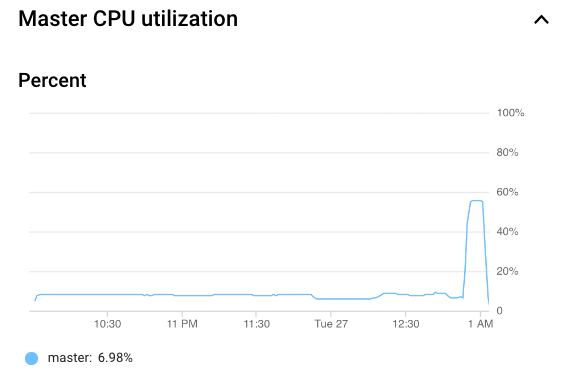 Master CPU utilization
Percent
100%
80%
60%
40%
20%
0
10:30 11 PM 11:30 Tue 27 12:30 1 AM
master: 6.98%